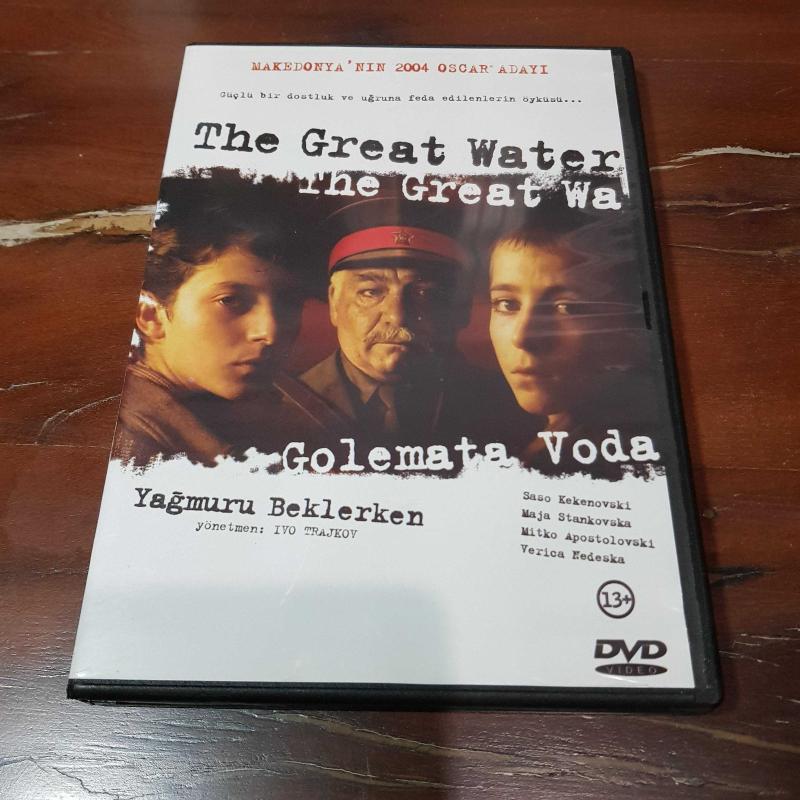 MAKEDONYA'NIN 2004 OSCAR ADAYI
Güçlü bir dostluk ve uğruna feda edilenlerin öyküsü...
The Great Water
The Great Wa
Golemata Voda
Yağmuru Beklerken
yönetmen: IVO TRAJKOV
Saso Kekenovski
Maja Stankovska
Mitko Apostolovski
Verica Nedeska
13+
DVD
VIDEO